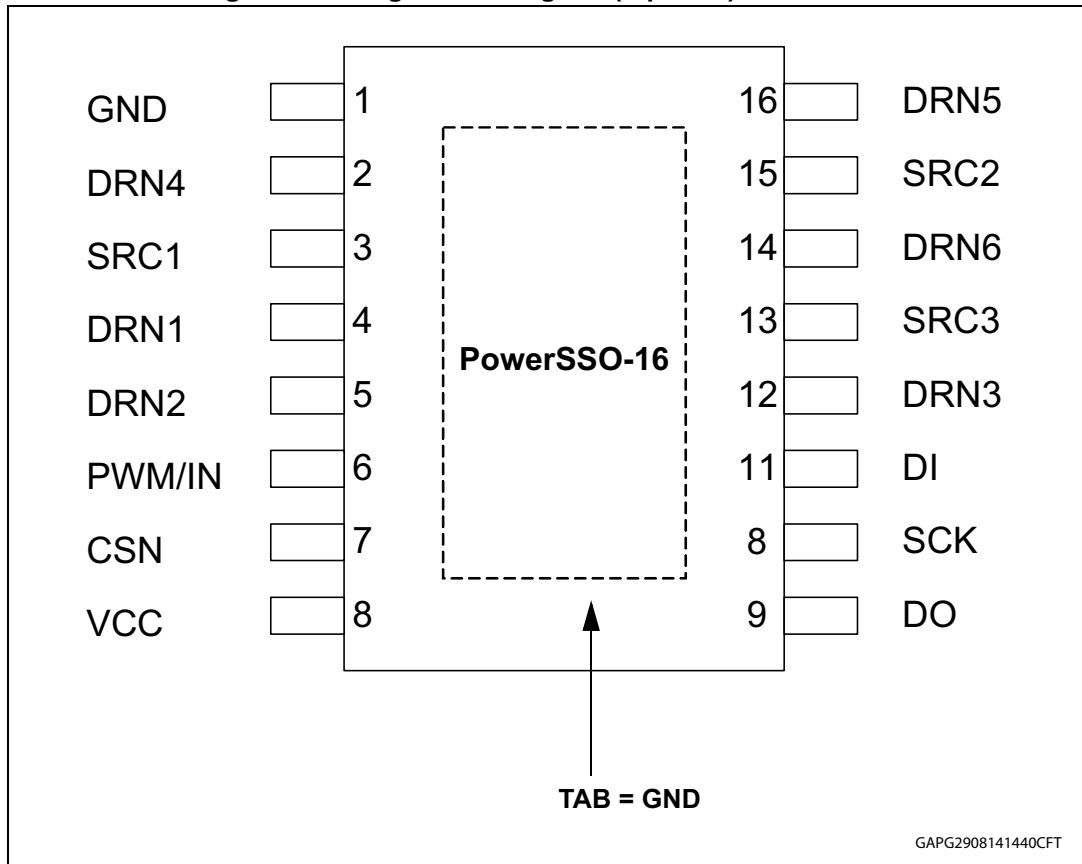 GND 1 16 DRN5
DRN4 2 15 SRC2
SRC1 3 14 DRN6
DRN1 4 13 SRC3
PowerSSO-16
DRN2 5 12 DRN3
PWM/IN 6 11 DI
CSN 7 8 SCK
VCC 8 9 DO
TAB = GND
GAPG2908141440CFT